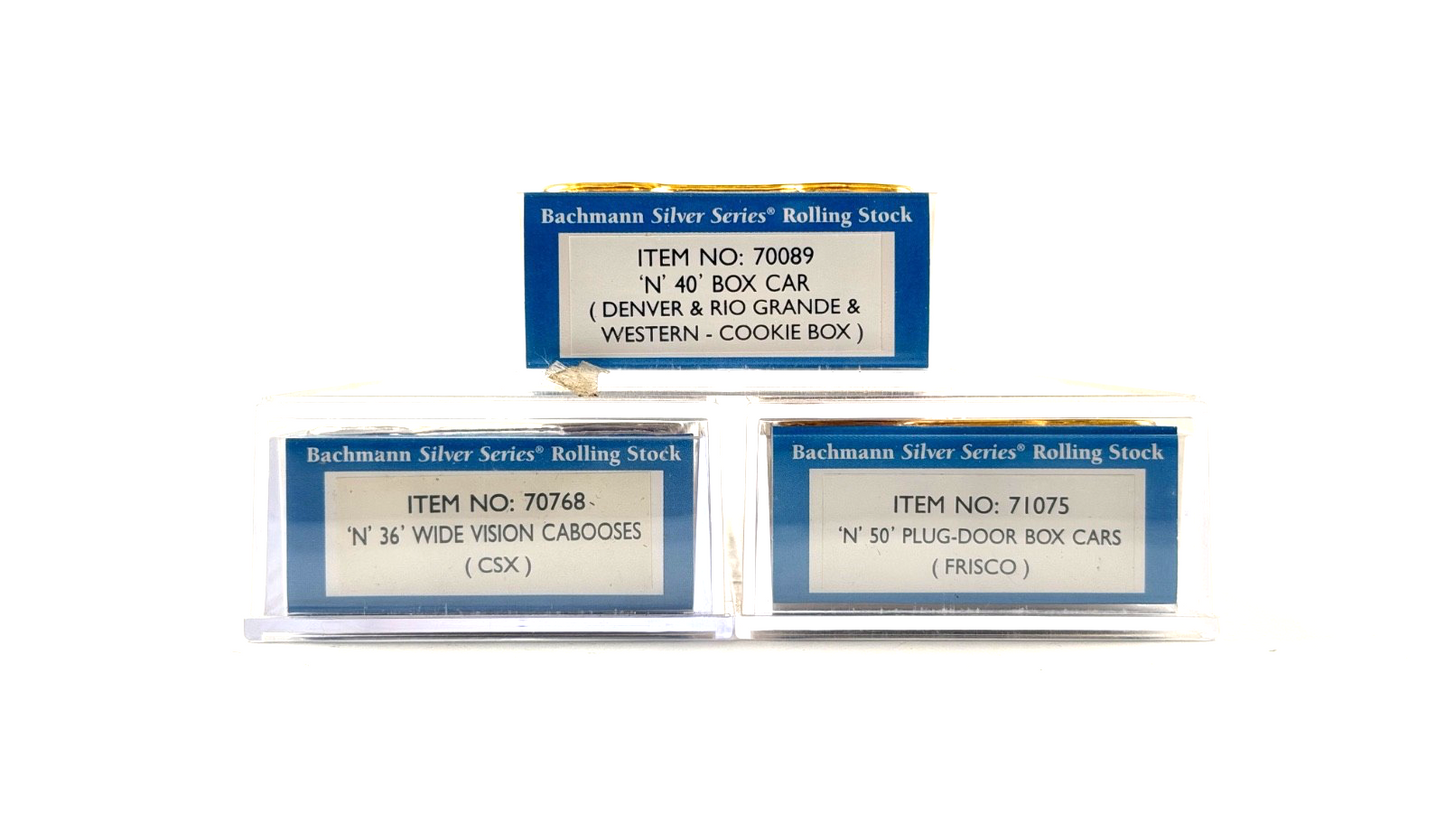 Bachmann Silver Series® Rolling Stock
ITEM NO: 70089
‘N’ 40’ BOX CAR
( DENVER & RIO GRANDE &
WESTERN - COOKIE BOX )
Bachmann Silver Series® Rolling Stock
ITEM NO: 70768
‘N’ 36’ WIDE VISION CABOOSES
( CSX )
Bachmann Silver Series® Rolling Stock
ITEM NO: 71075
‘N’ 50’ PLUG-DOOR BOX CARS
( FRISCO )